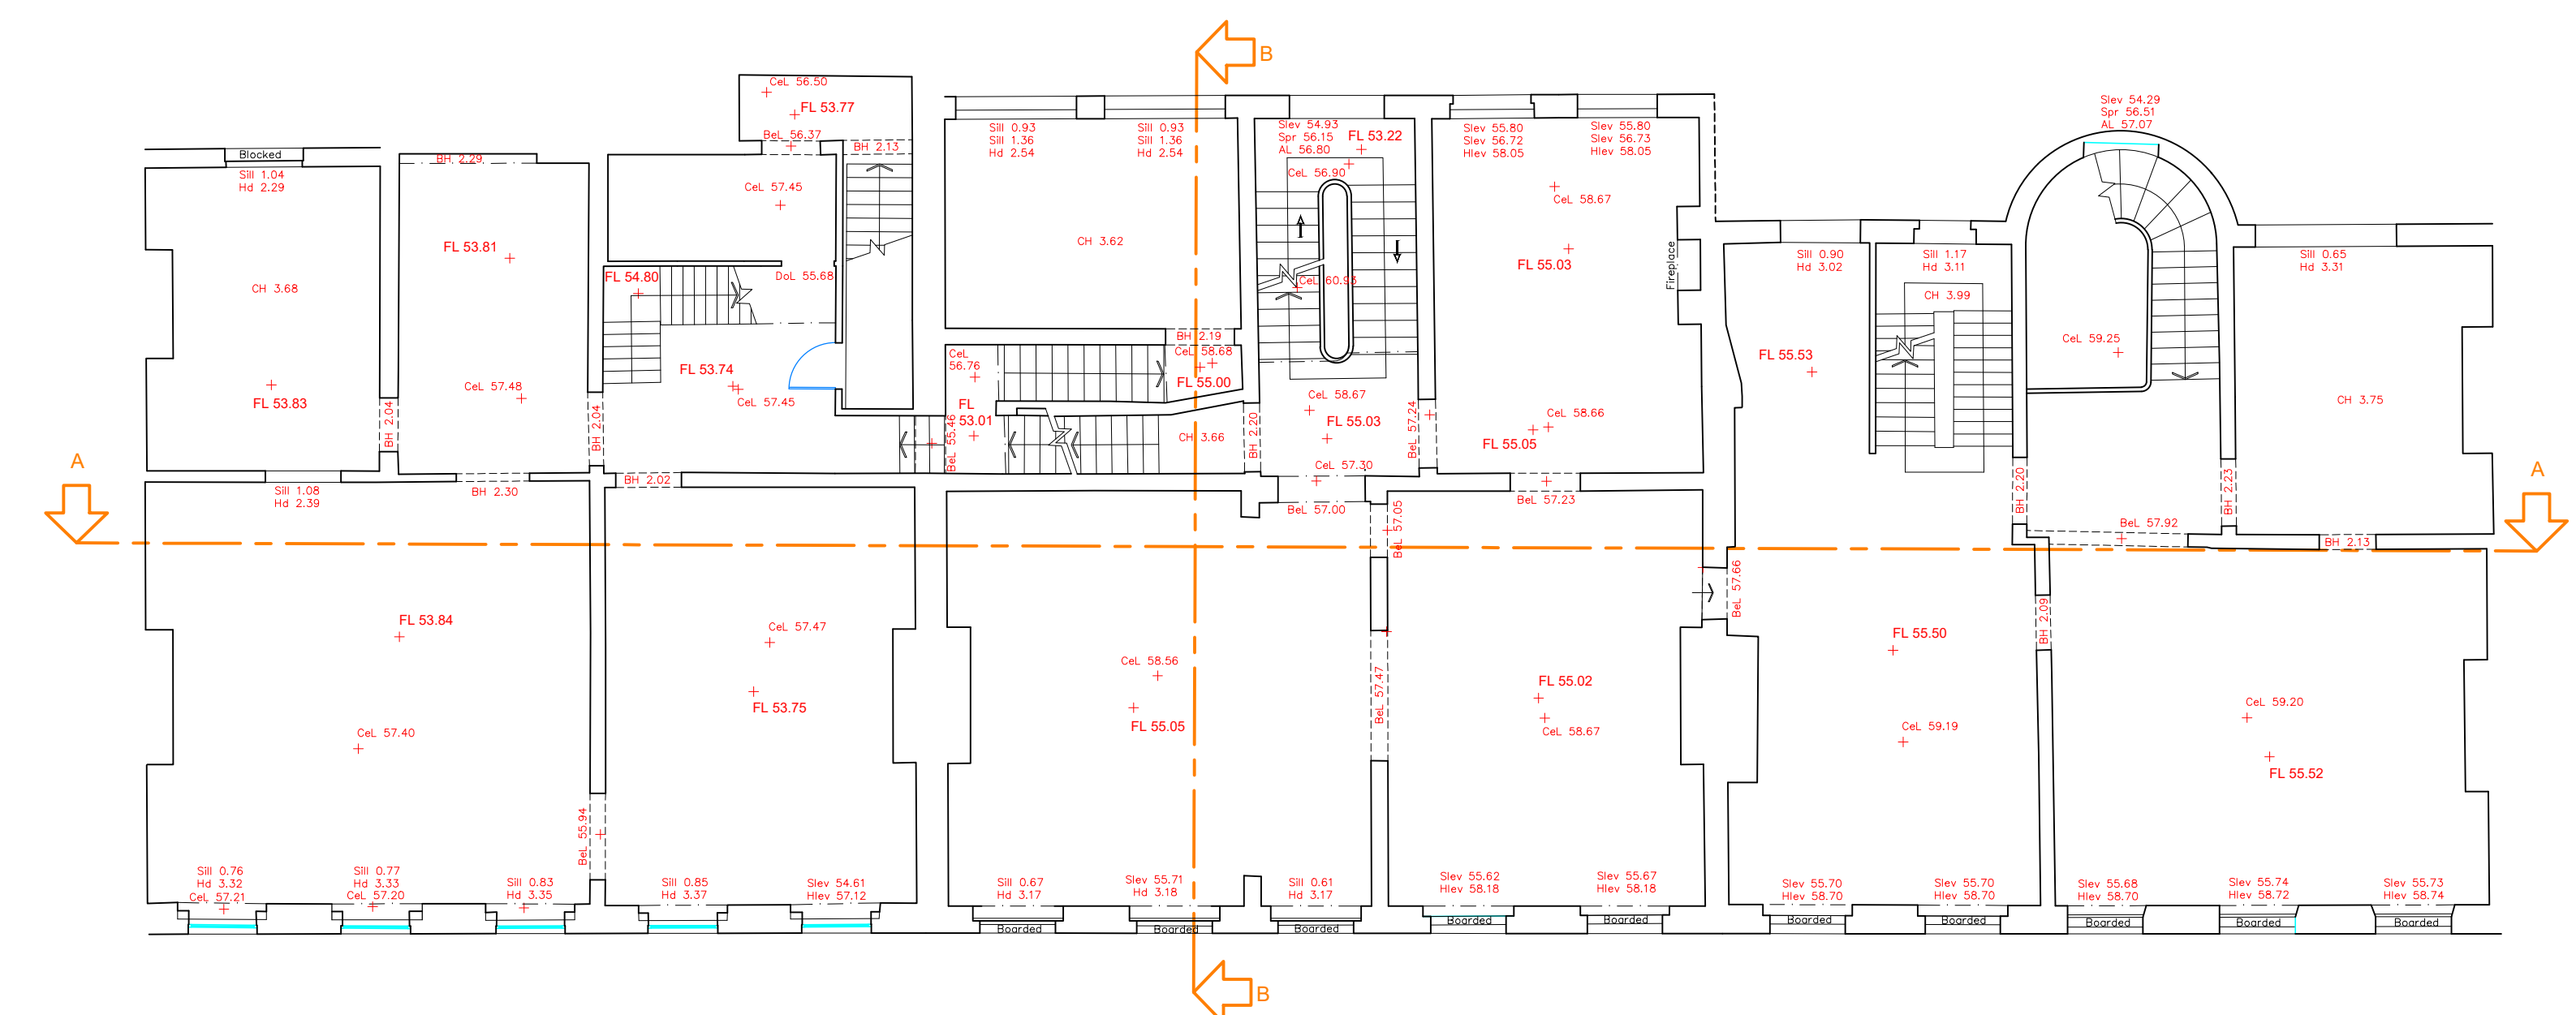 B
CeL 56.50
FL 53.77
BeL 56.37
BH 2.13
Blocked
Sill 1.04
Hd 2.29
BH 2.29
CeL 57.45
Sill 0.93
Sill 1.36
Hd 2.54
Sill 0.93
Sill 1.36
Hd 2.54
Slev 54.93
Spr 56.15
AL 56.80
FL 53.22
CeL 56.90
Slev 55.80
Slev 56.72
Hlev 58.05
Slev 55.80
Slev 56.73
Hlev 58.05
CeL 58.67
Slev 54.29
Spr 56.51
AL 57.07
FL 53.81
CH 3.68
FL 54.80
DoL 55.68
CH 3.62
CeL 60.93
FL 55.03
Fireplace
Sill 0.90
Hd 3.02
Sill 1.17
Hd 3.11
CH 3.99
Sill 0.65
Hd 3.31
CeL 59.25
BH 2.19
CeL 58.68
CeL
56.76
FL 55.00
FL 55.53
FL 53.74
CeL 57.45
CeL 57.48
FL 53.83
BH 2.04
BH 2.04
FL
53.01
BeL 55.46
CH 3.66
BH 2.20
CeL 58.67
FL 55.03
BeL 57.24
CeL 58.66
FL 55.05
CH 3.75
A
A
Sill 1.08
Hd 2.39
BH 2.30
BH 2.02
CeL 57.30
BeL 57.00
BeL 57.05
BeL 57.23
BH 2.20
BH 2.23
BeL 57.92
BH 2.13
BeL 57.66
BH 2.09
FL 53.84
CeL 57.47
FL 53.75
CeL 57.40
CeL 58.56
FL 55.05
BeL 57.47
FL 55.02
CeL 58.67
FL 55.50
CeL 59.19
CeL 59.20
FL 55.52
BeL 55.94
Sill 0.76
Hd 3.32
CeL 57.21
Sill 0.77
Hd 3.33
CeL 57.20
Sill 0.83
Hd 3.35
Sill 0.85
Hd 3.37
Slev 54.61
Hlev 57.12
Sill 0.67
Hd 3.17
Slev 55.71
Hd 3.18
Sill 0.61
Hd 3.17
Slev 55.62
Hlev 58.18
Slev 55.67
Hlev 58.18
Slev 55.70
Hlev 58.70
Slev 55.70
Hlev 58.70
Slev 55.68
Hlev 58.70
Slev 55.74
Hlev 58.72
Slev 55.73
Hlev 58.74
Boarded
Boarded
Boarded
Boarded
Boarded
Boarded
Boarded
Boarded
Boarded
Boarded
B